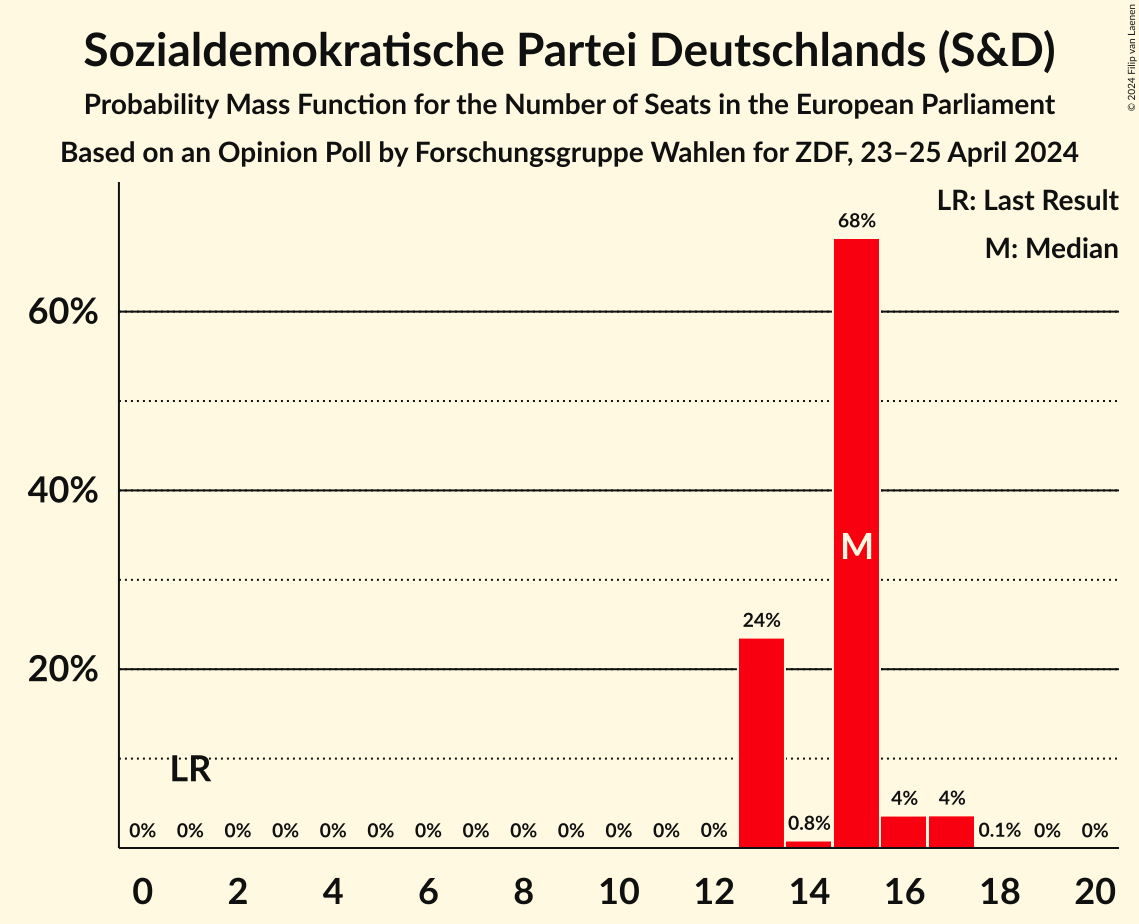 Sozialdemokratische Partei Deutschlands (S&D)
Probability Mass Function for the Number of Seats in the European Parliament
Based on an Opinion Poll by Forschungsgruppe Wahlen for ZDF, 23–25 April 2024
© 2024 Filip van Laenen
LR: Last Result
M: Median
68%
60%
40%
M
24%
20%
LR
0% 0% 0% 0% 0% 0% 0% 0% 0% 0% 0% 0% 0% 0.8% 4% 4% 0.1% 0% 0%
0 2 4 6 8 10 12 14 16 18 20